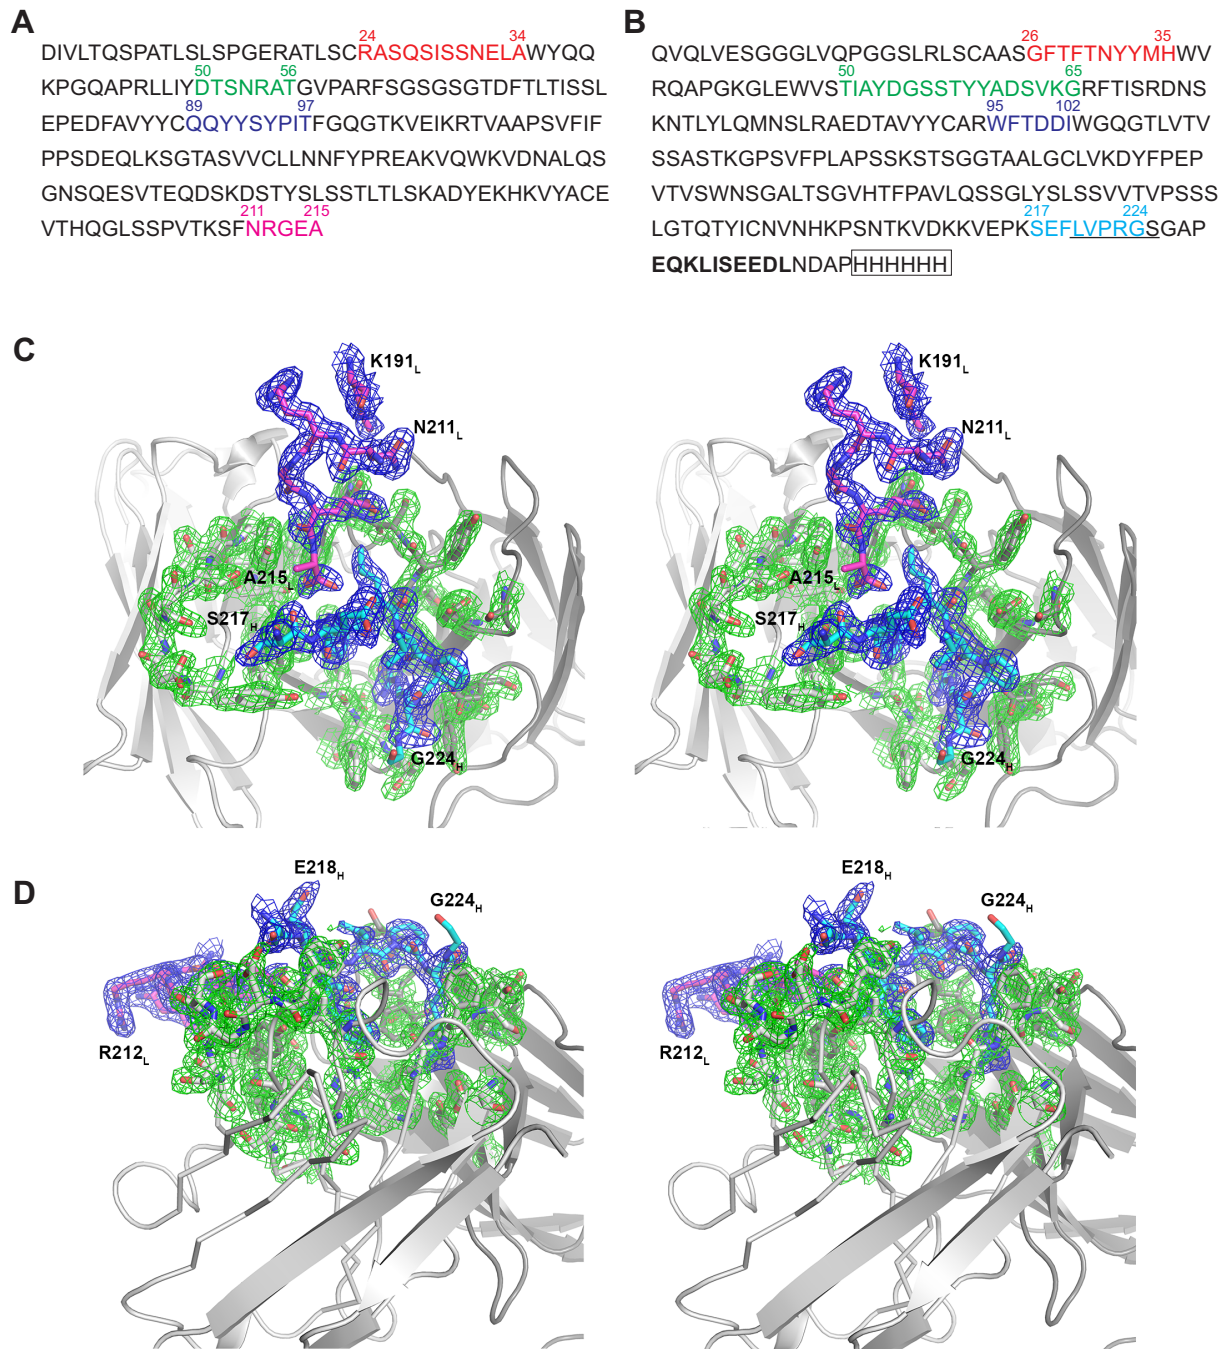 A
24 34
DIVLTQSPATLSLSPGERATLSCRASQSISSNELAWYQQ
50 56
KPGQAPRLLIYDTSNRATGVPARFSGSGSGTDFTLTISSL
89 97
EPEDFAVYYCQQYYSYPITFGQGTKVEIKRTVAAPSVFIF
PPSDEQLKSGTASVVCLLNNFYPREAKVQWKVDNALQS
GNSQESVTEQDSKDSTYSLSSTLTLSKADYEKHKVYACE
211 215
VTHQGLSSPVTKSFNRGEA
B
26 35
QVQLVESGGGLVQPGGSLRLSCAASGFTFTNYYMHWV
50 65
RQAPGKGLEWVSTIAYDGSSTYYADSVKGRFTISRDNS
95 102
KNTLYLQMNSLRAEDTAVYYCARWFTDDIWGQGTLVTV
SSASTKGPSVFPLAPSSKSTSGGTAALGCLVKDYFPEP
VTVSWNSGALTSGVHTFPAVLQSSGLYSLSSVVTVPSSS
217 224
LGTQTYICNVNHKPSNTKVDKKVEPKSEFLVPRGSGAP
EQKLISEEDLNDAPHHHHHH
C
K191L
N211L
A215L
S217H
G224H
K191L
N211L
A215L
S217H
G224H
D
E218H
G224H
R212L
E218H
G224H
R212L